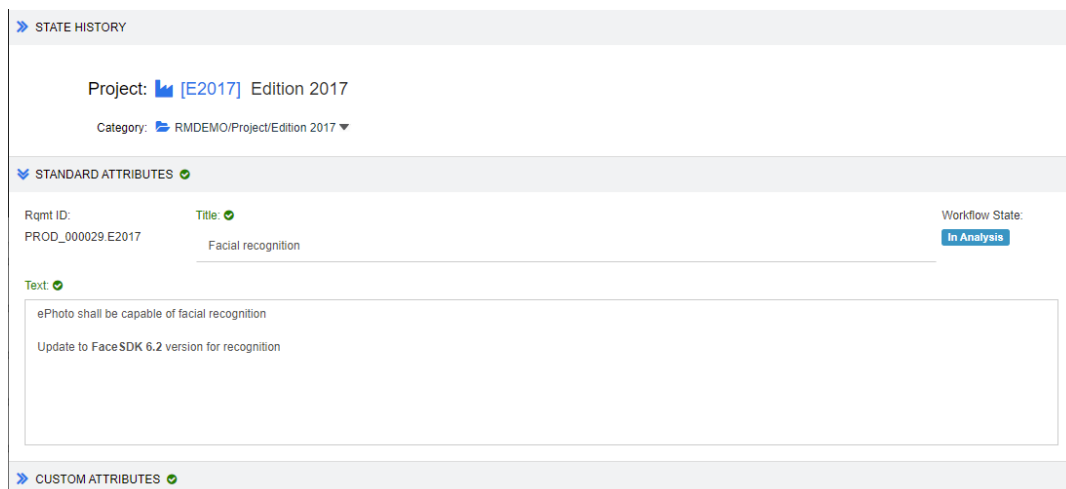 STATE HISTORY
Project: [E2017] Edition 2017
Category: RMDEMO/Project/Edition 2017
STANDARD ATTRIBUTES
Rqmt ID: Title: Workflow State:
PROD_000029.E2017 Facial recognition In Analysis
Text:
ePhoto shall be capable of facial recognition
Update to FaceSDK 6.2 version for recognition
CUSTOM ATTRIBUTES